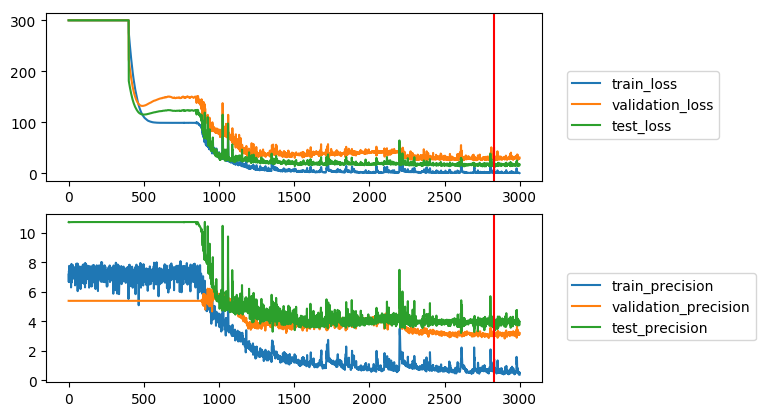 300
200
100
0
0 500 1000 1500 2000 2500 3000
train_loss
validation_loss
test_loss
10
8
6
4
2
0
0 500 1000 1500 2000 2500 3000
train_precision
validation_precision
test_precision